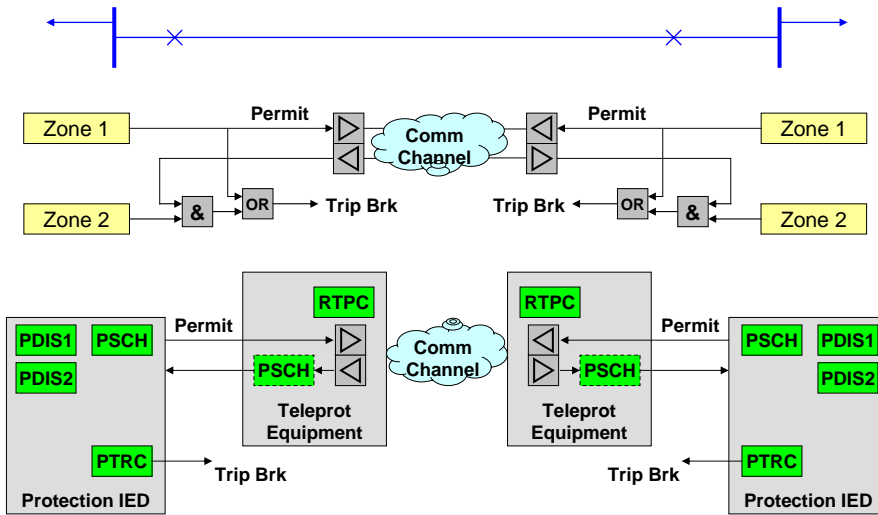 Permit
Permit
Zone 1
Comm
Channel
Zone 1
Zone 2
&
OR
Trip Brk
Trip Brk
OR
&
Zone 2
RTPC
RTPC
PDIS1
PSCH
Permit
Comm
Channel
Permit
PSCH
PDIS1
PDIS2
PSCH
PSCH
PDIS2
Teleprot
Equipment
Teleprot
Equipment
PTRC
Trip Brk
Trip Brk
PTRC
Protection IED
Protection IED